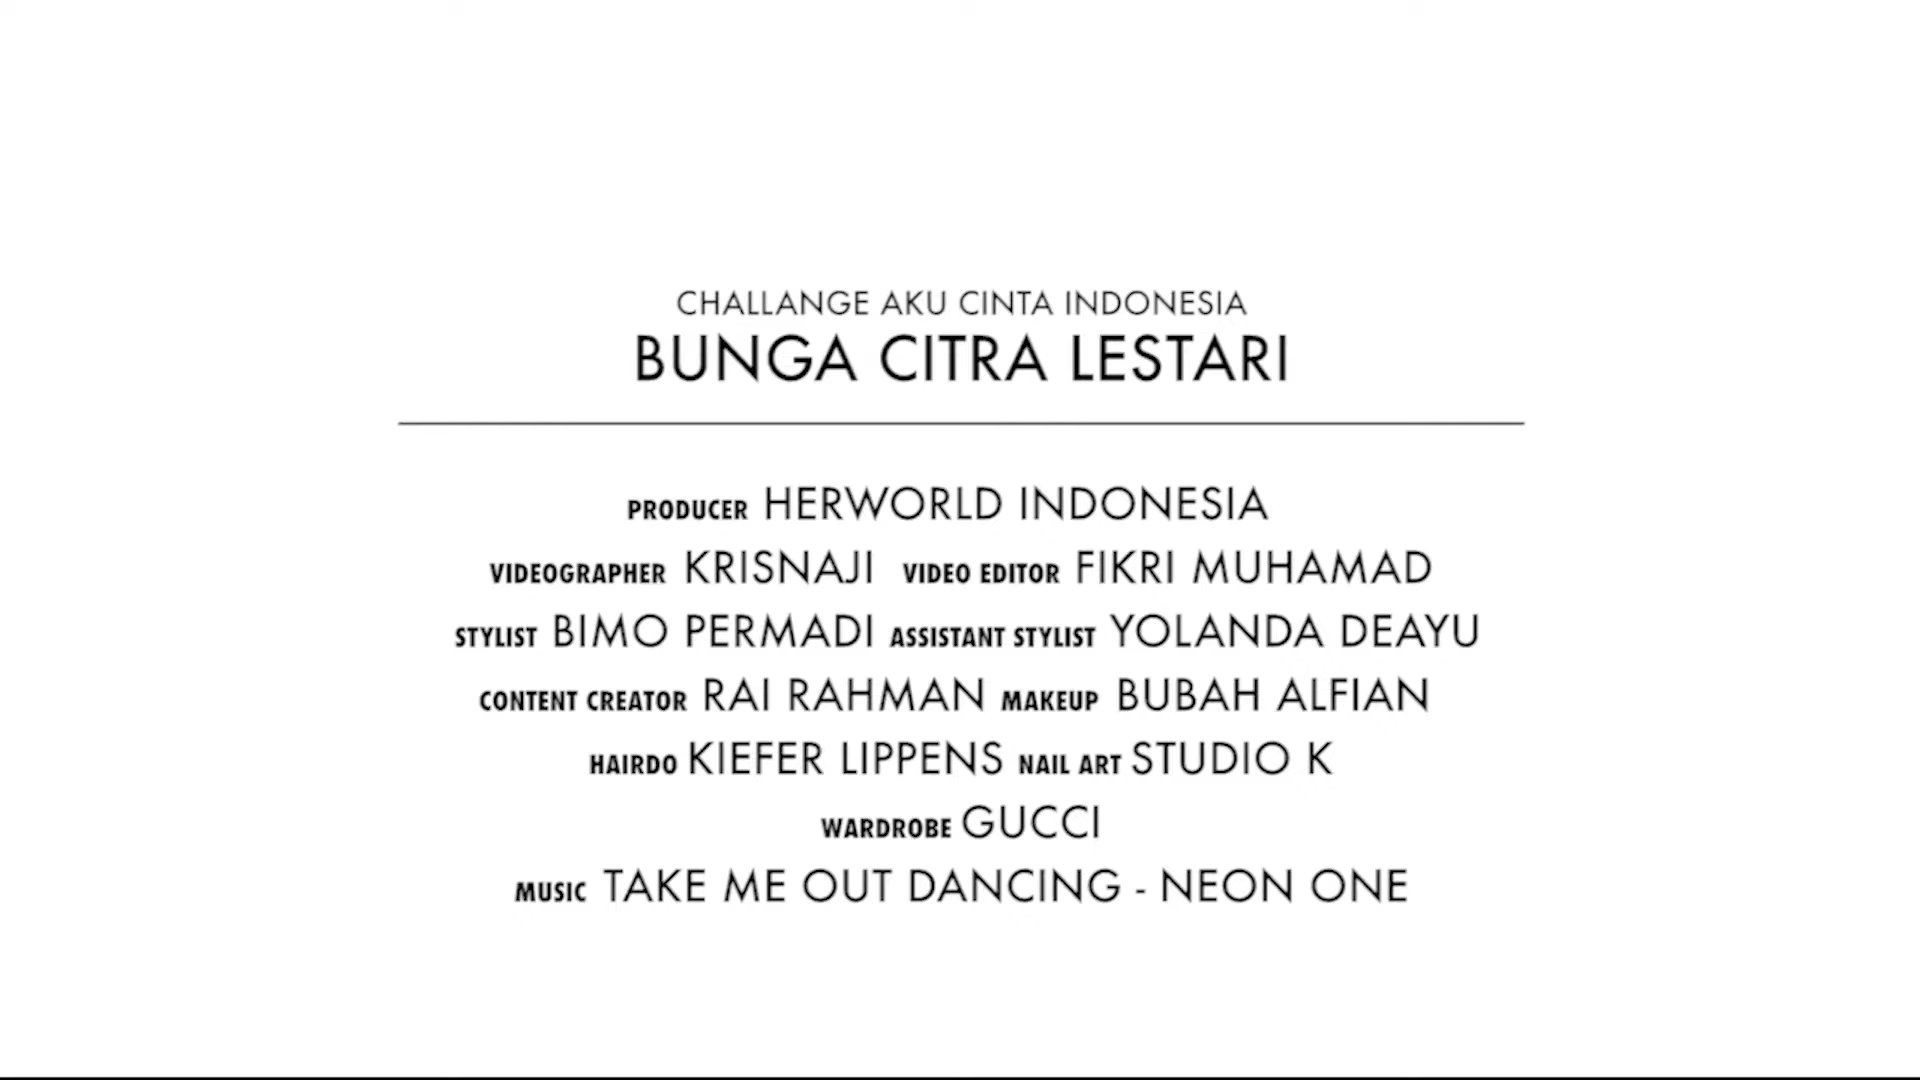 CHALLANGE AKU CINTA INDONESIA
BUNGA CITRA LESTARI
PRODUCER HERWORLD INDONESIA
VIDEOGRAPHER KRISNAJI VIDEO EDITOR FIKRI MUHAMAD
STYLIST BIMO PERMADI ASSISTANT STYLIST YOLANDA DEAYU
CONTENT CREATOR RAI RAHMAN MAKEUP BUBAH ALFIAN
HAIRDO KIEFER LIPPENS NAIL ART STUDIO K
WARDROBE GUCCI
MUSIC TAKE ME OUT DANCING - NEON ONE